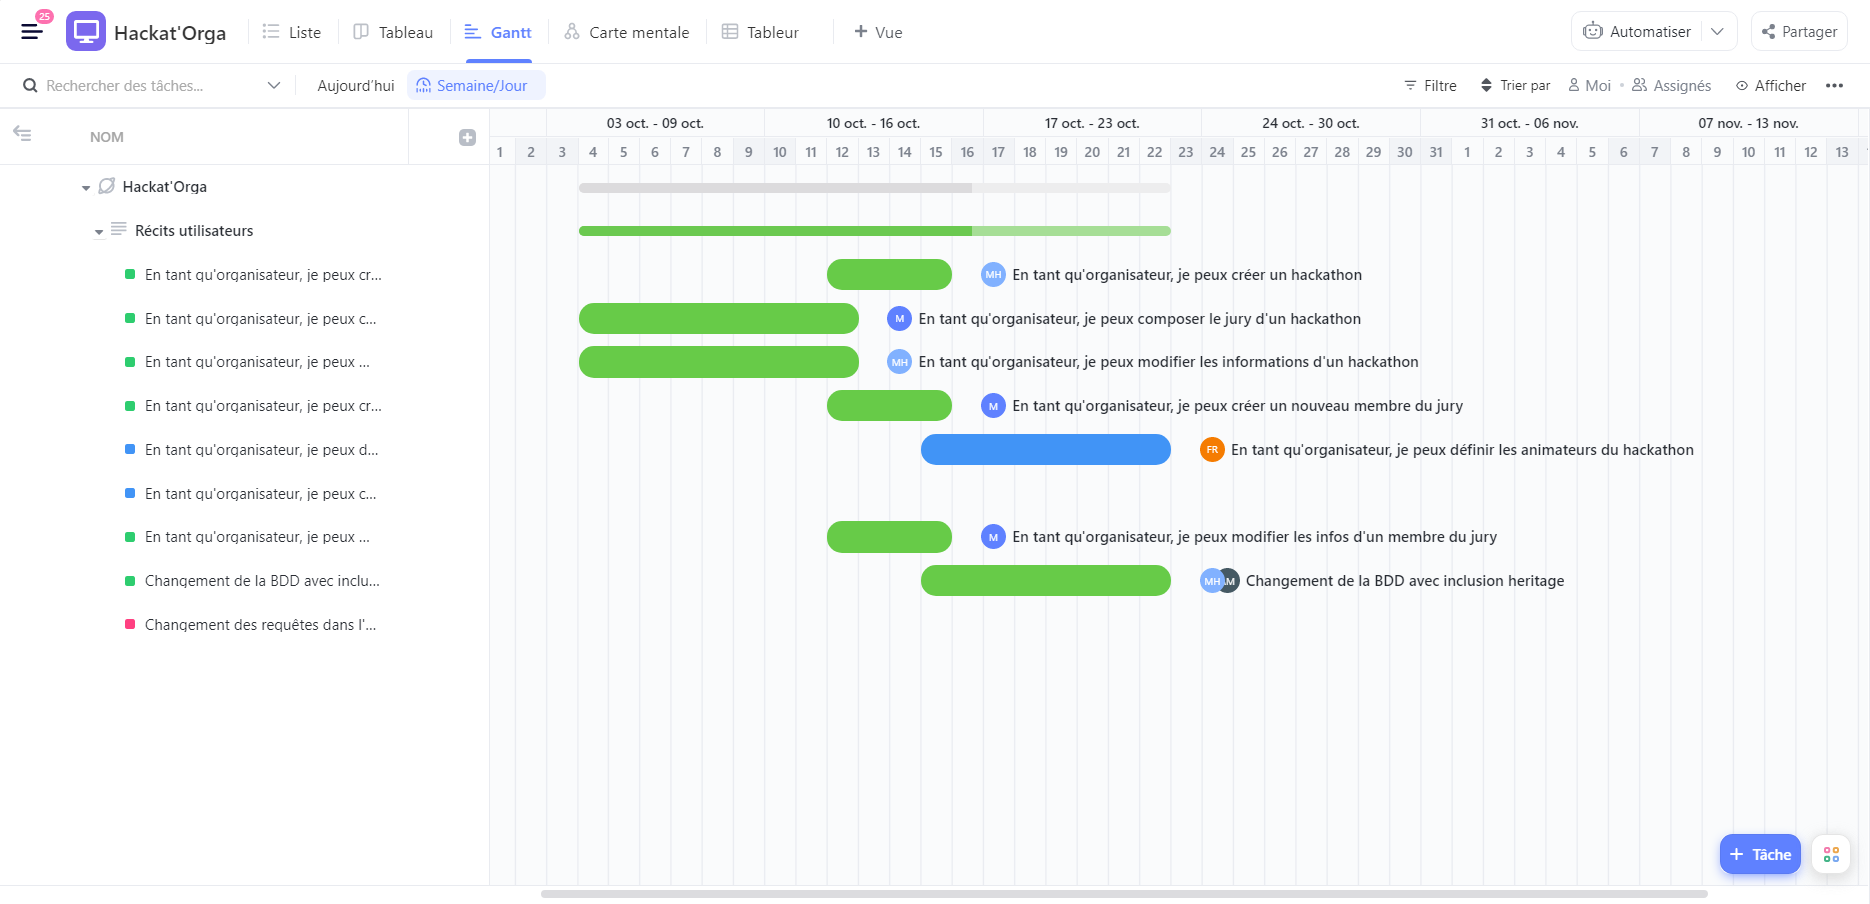 25
Hackat'Orga
Liste
Tableau
Gantt
Carte mentale
Tableur
+ Vue
Automatiser
Partager
Rechercher des tâches...
Aujourd'hui
Semaine/Jour
Filtre
Trier par
Moi
Assignés
Afficher
NOM
03 oct. - 09 oct.
10 oct. - 16 oct.
17 oct. - 23 oct.
24 oct. - 30 oct.
31 oct. - 06 nov.
07 nov. - 13 nov.
1 2 3 4 5 6 7 8 9 10 11 12 13 14 15 16 17 18 19 20 21 22 23 24 25 26 27 28 29 30 31 1 2 3 4 5 6 7 8 9 10 11 12 13
Hackat'Orga
Récits utilisateurs
En tant qu'organisateur, je peux cr...
MH En tant qu'organisateur, je peux créer un hackathon
En tant qu'organisateur, je peux c...
M En tant qu'organisateur, je peux composer le jury d'un hackathon
En tant qu'organisateur, je peux ...
MH En tant qu'organisateur, je peux modifier les informations d'un hackathon
En tant qu'organisateur, je peux cr...
M En tant qu'organisateur, je peux créer un nouveau membre du jury
En tant qu'organisateur, je peux d...
FR En tant qu'organisateur, je peux définir les animateurs du hackathon
En tant qu'organisateur, je peux c...
En tant qu'organisateur, je peux ...
M En tant qu'organisateur, je peux modifier les infos d'un membre du jury
Changement de la BDD avec inclu...
MH M Changement de la BDD avec inclusion heritage
Changement des requêtes dans l'...
+ Tâche